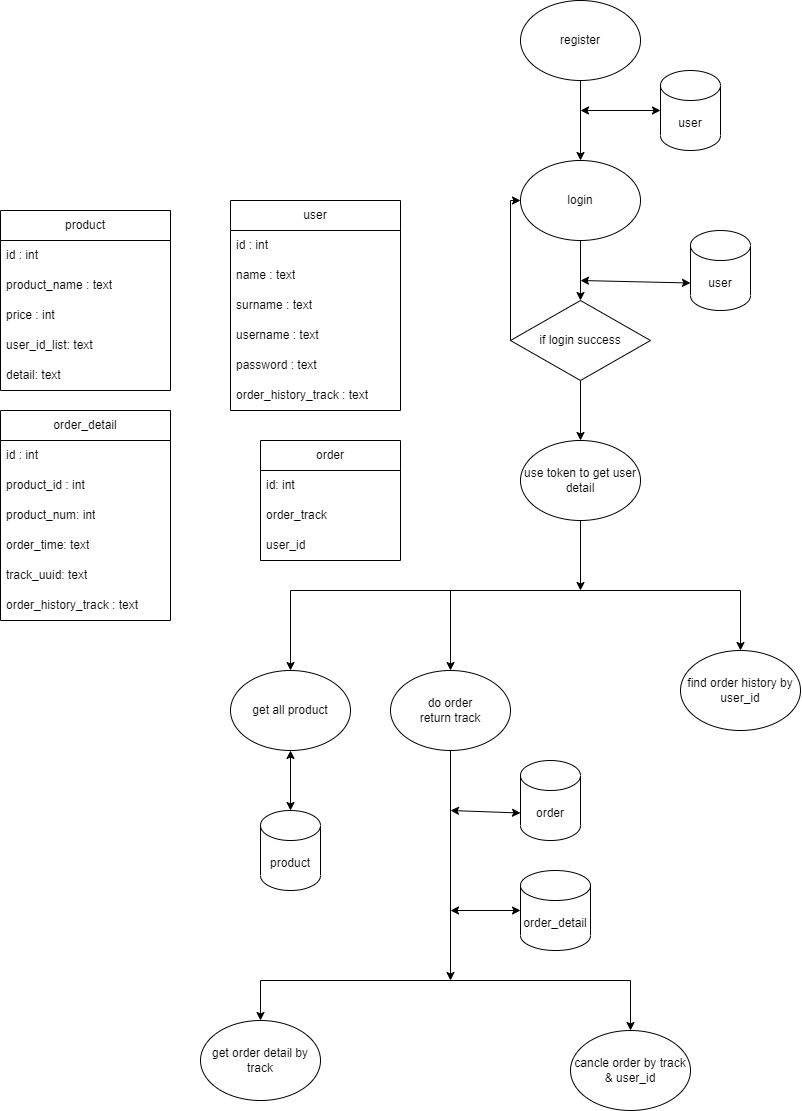 register
user
login
product
id : int
product_name : text
price : int
user_id_list: text
detail: text
user
id : int
name : text
surname : text
username : text
password : text
order_history_track : text
user
if login success
order_detail
id : int
product_id : int
product_num: int
order_time: text
track_uuid: text
order_history_track : text
order
id: int
order_track
user_id
use token to get user
detail
get all product
do order
return track
find order history by
user_id
order
product
order_detail
get order detail by
track
cancle order by track
& user_id